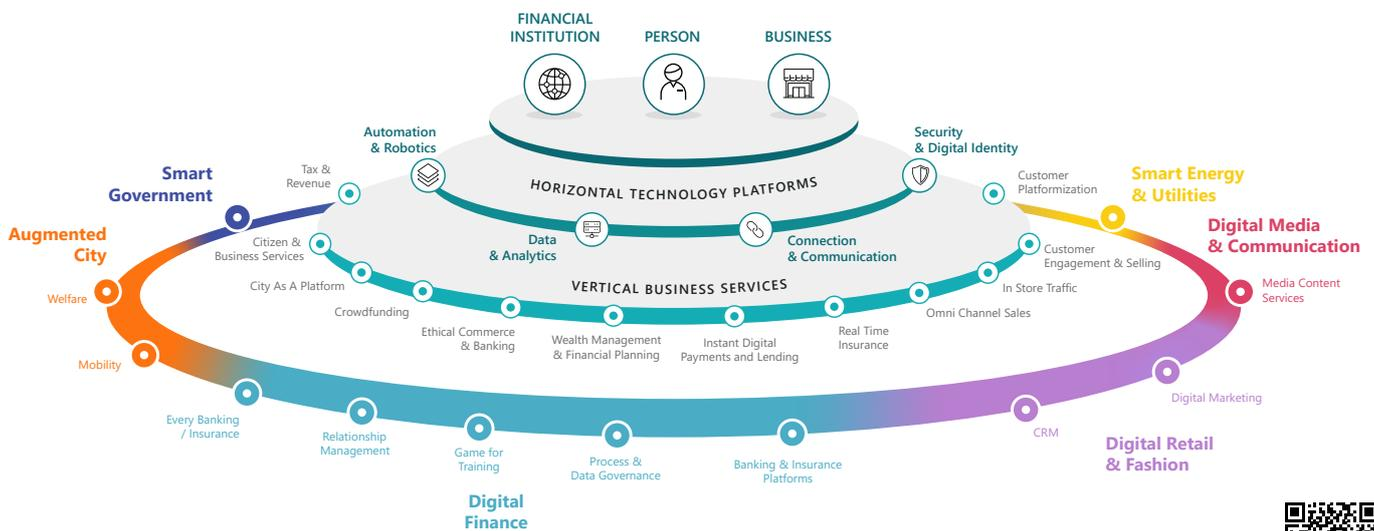 FINANCIAL
INSTITUTION
PERSON
BUSINESS
Automation
& Robotics
Security
& Digital Identity
HORIZONTAL TECHNOLOGY PLATFORMS
Data
& Analytics
Connection
& Communication
VERTICAL BUSINESS SERVICES
Tax &
Revenue
Citizen &
Business Services
City As A Platform
Crowdfunding
Ethical Commerce
& Banking
Wealth Management
& Financial Planning
Instant Digital
Payments and Lending
Real Time
Insurance
Omni Channel Sales
In Store Traffic
Customer
Engagement & Selling
Customer
Platformization
Smart
Government
Augmented
City
Welfare
Mobility
Every Banking
/ Insurance
Relationship
Management
Game for
Training
Process &
Data Governance
Banking & Insurance
Platforms
Digital
Finance
CRM
Digital Marketing
Digital Retail
& Fashion
Media Content
Services
Digital Media
& Communication
Smart Energy
& Utilities